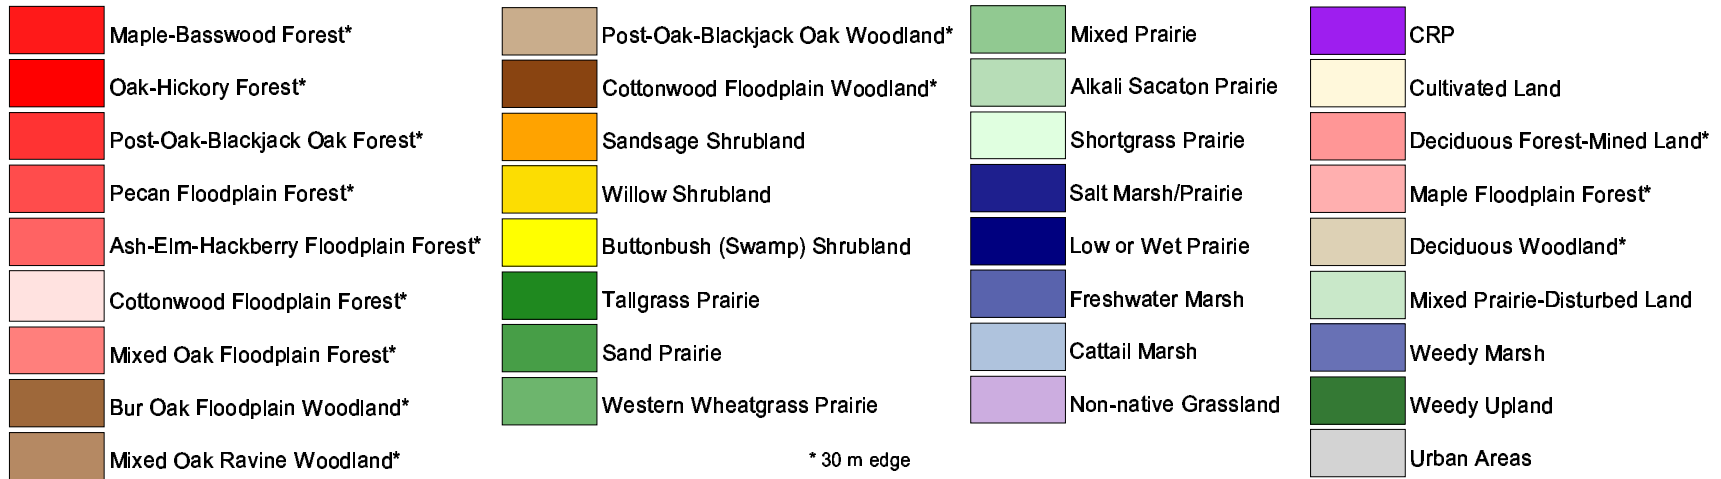 Maple-Basswood Forest*
Oak-Hickory Forest*
Post-Oak-Blackjack Oak Forest*
Pecan Floodplain Forest*
Ash-Elm-Hackberry Floodplain Forest*
Cottonwood Floodplain Forest*
Mixed Oak Floodplain Forest*
Bur Oak Floodplain Woodland*
Mixed Oak Ravine Woodland*
Post-Oak-Blackjack Oak Woodland*
Cottonwood Floodplain Woodland*
Sandsage Shrubland
Willow Shrubland
Buttonbush (Swamp) Shrubland
Tallgrass Prairie
Sand Prairie
Western Wheatgrass Prairie
* 30 m edge
Mixed Prairie
Alkali Sacaton Prairie
Shortgrass Prairie
Salt Marsh/Prairie
Low or Wet Prairie
Freshwater Marsh
Cattail Marsh
Non-native Grassland
CRP
Cultivated Land
Deciduous Forest-Mined Land*
Maple Floodplain Forest*
Deciduous Woodland*
Mixed Prairie-Disturbed Land
Weedy Marsh
Weedy Upland
Urban Areas